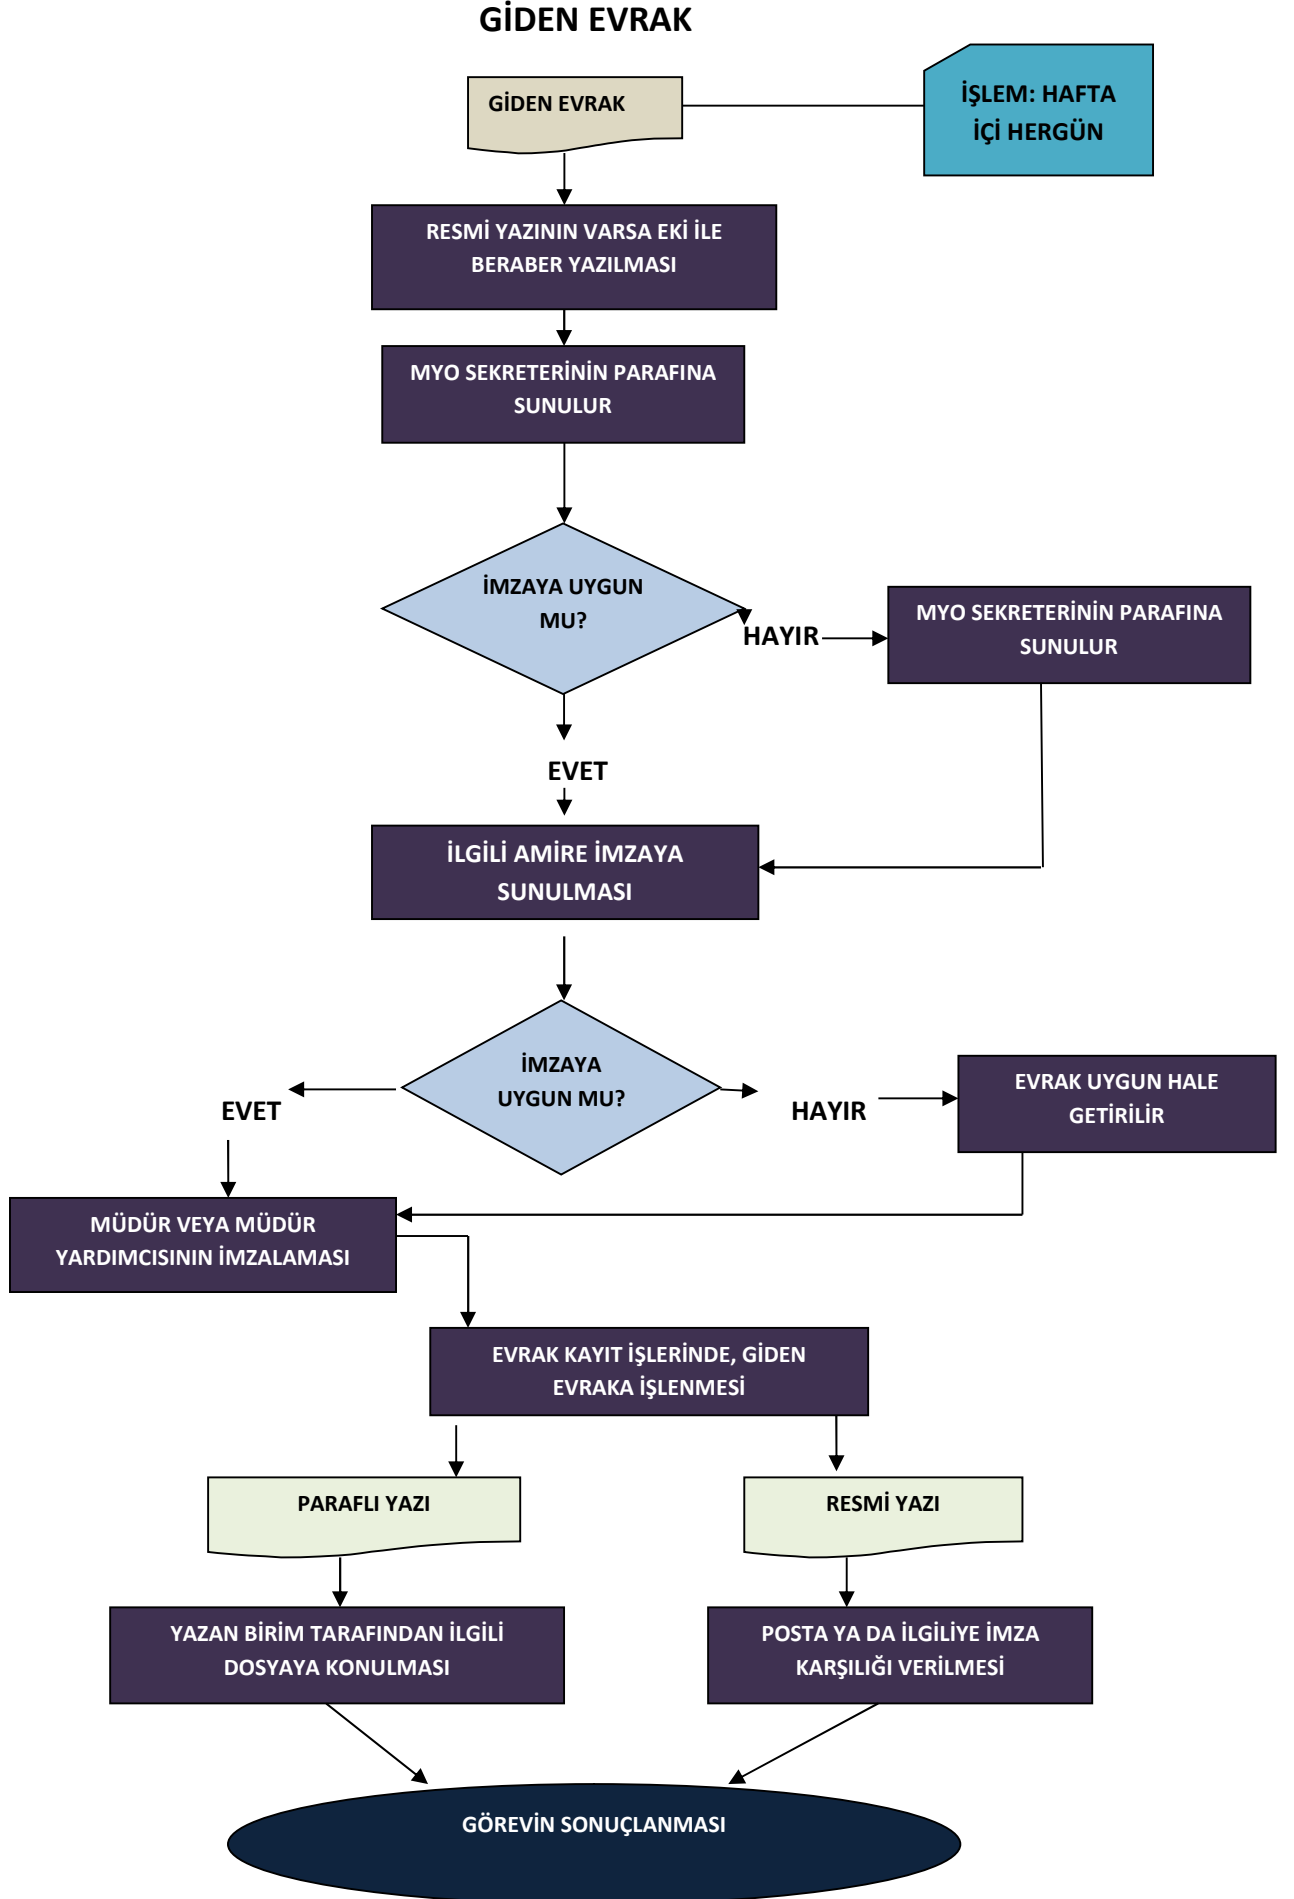 GİDEN EVRAK
GİDEN EVRAK
İŞLEM: HAFTA
İÇİ HERGÜN
RESMİ YAZININ VARSA EKİ İLE
BERABER YAZILMASI
MYO SEKRETERİNİN PARAFINA
SUNULUR
İMZAYA UYGUN
MU?
HAYIR
MYO SEKRETERİNİN PARAFINA
SUNULUR
EVET
İLGİLİ AMİRE İMZAYA
SUNULMASI
İMZAYA
UYGUN MU?
EVET
HAYIR
EVRAK UYGUN HALE
GETİRİLİR
MÜDÜR VEYA MÜDÜR
YARDIMCISININ İMZALAMASI
EVRAK KAYIT İŞLERİNDE, GİDEN
EVRAKA İŞLENMESİ
PARAFLI YAZI
RESMİ YAZI
YAZAN BİRİM TARAFINDAN İLGİLİ
DOSYAYA KONULMASI
POSTA YA DA İLGİLİYE İMZA
KARŞILIĞI VERİLMESİ
GÖREVİN SONUÇLANMASI